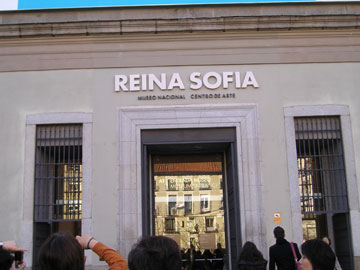 REINA SOFIA
MUSEO NACIONAL CENTRO DE ARTE